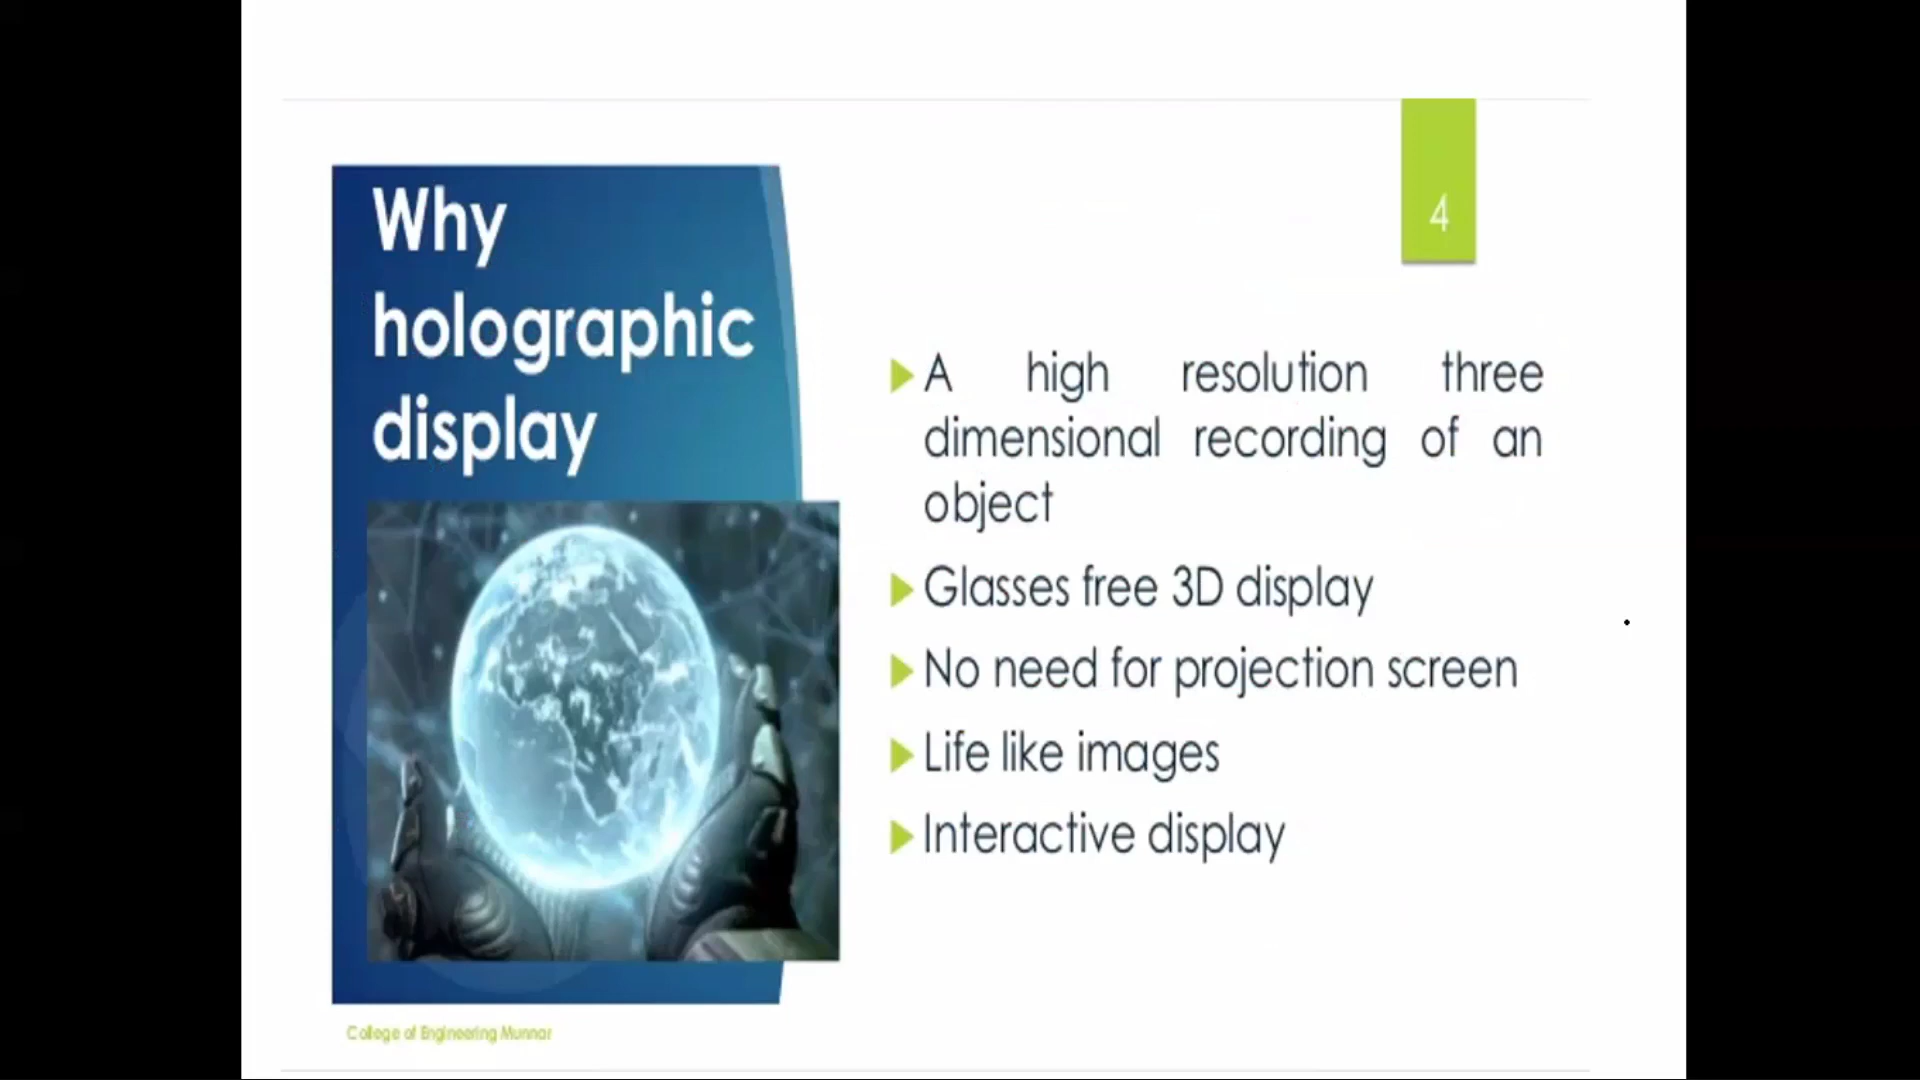 Why
holographic
display
4
A high resolution three
dimensional recording of an
object
Glasses free 3D display
No need for projection screen
Life like images
Interactive display
College of Engineering Munnar